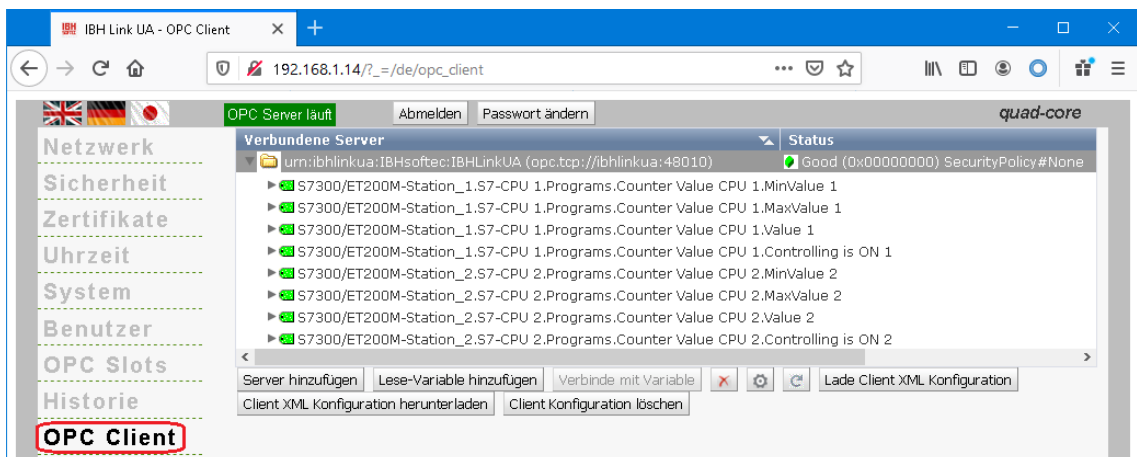 IBH Link UA - OPC Client
192.168.1.14/?_=/de/opc_client
OPC Server läuft Abmelden Passwort ändern quad-core
Netzwerk
Sicherheit
Zertifikate
Uhrzeit
System
Benutzer
OPC Slots
Historie
OPC Client
Verbundene Server Status
urn:ibhlinkua:IBHsoftec:IBHLinkUA (opc.tcp://ibhlinkua:48010) Good (0x00000000) SecurityPolicy#None
S7300/ET200M-Station_1.S7-CPU 1.Programs.Counter Value CPU 1.MinValue 1
S7300/ET200M-Station_1.S7-CPU 1.Programs.Counter Value CPU 1.MaxValue 1
S7300/ET200M-Station_1.S7-CPU 1.Programs.Counter Value CPU 1.Value 1
S7300/ET200M-Station_1.S7-CPU 1.Programs.Counter Value CPU 1.Controlling is ON 1
S7300/ET200M-Station_2.S7-CPU 2.Programs.Counter Value CPU 2.MinValue 2
S7300/ET200M-Station_2.S7-CPU 2.Programs.Counter Value CPU 2.MaxValue 2
S7300/ET200M-Station_2.S7-CPU 2.Programs.Counter Value CPU 2.Value 2
S7300/ET200M-Station_2.S7-CPU 2.Programs.Counter Value CPU 2.Controlling is ON 2
Server hinzufügen Lese-Variable hinzufügen Verbinde mit Variable Lade Client XML Konfiguration
Client XML Konfiguration herunterladen Client Konfiguration löschen